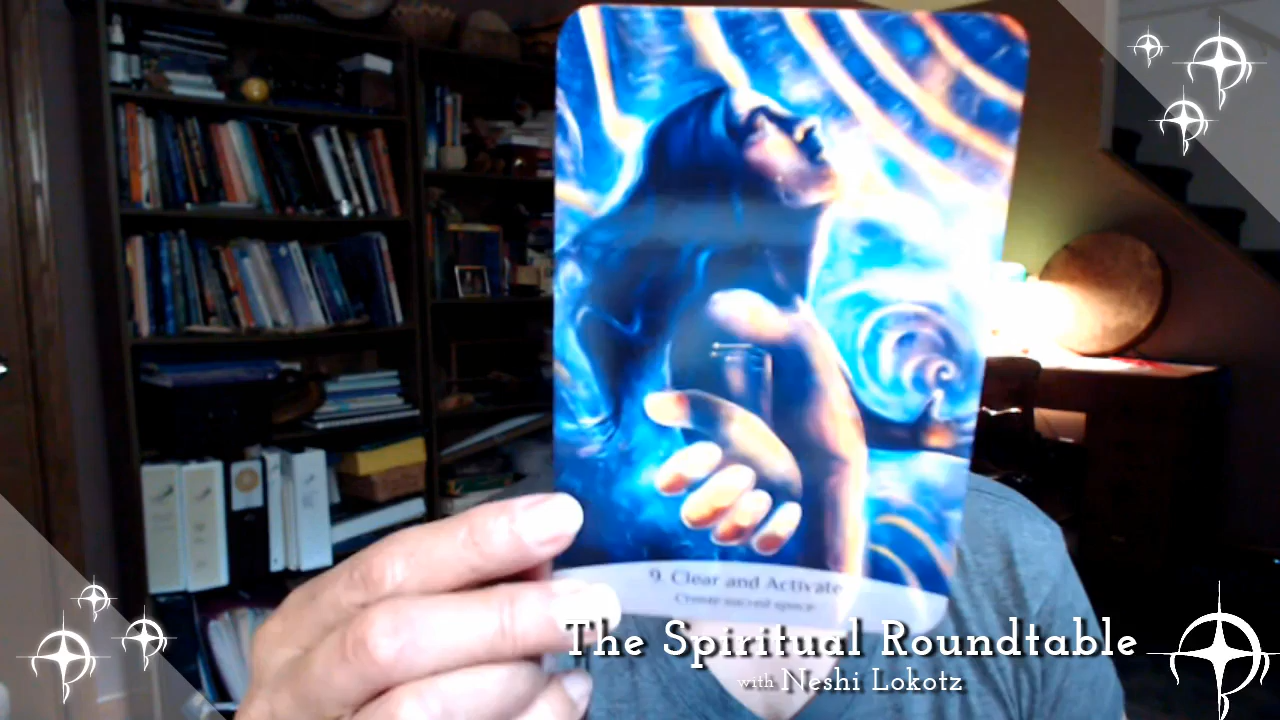 9. Clear and Activate
Create sacred space
The Spiritual Roundtable
with Neshi Lokotz